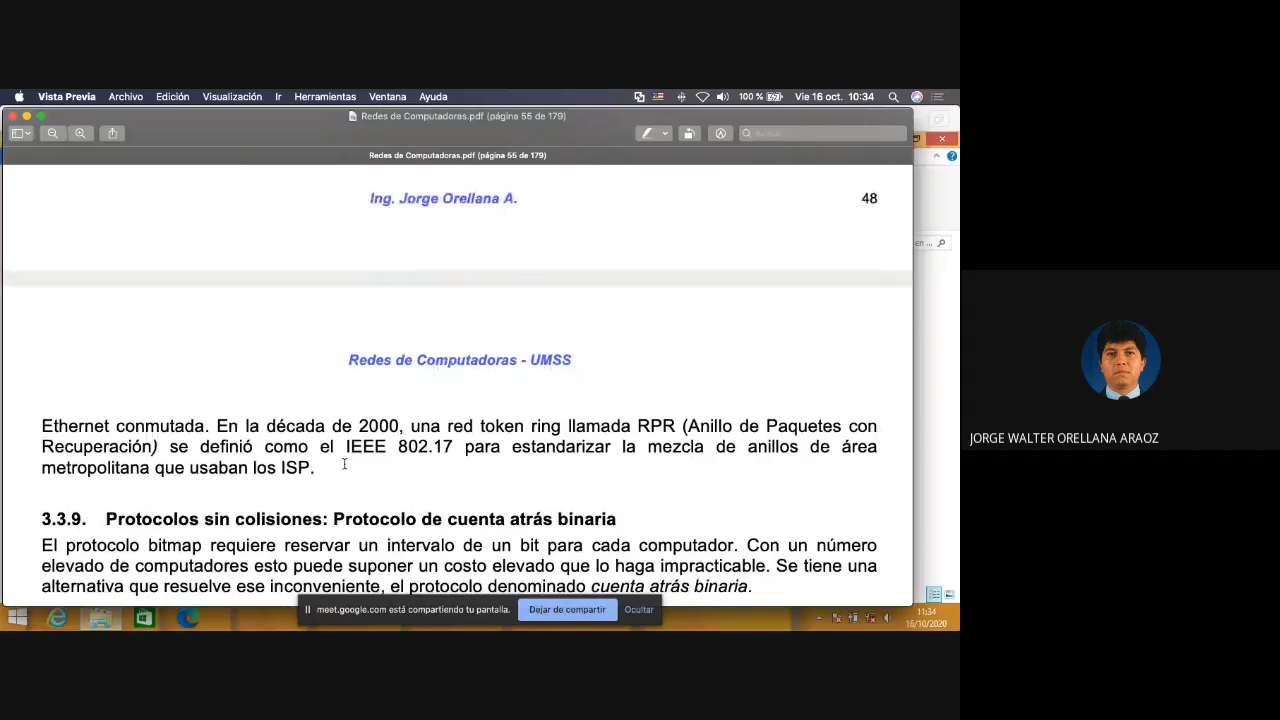 Vista Previa Archivo Edición Visualización Ir Herramientas Ventana Ayuda 100 % Vie 16 oct. 10:34
Redes de Computadoras.pdf (página 55 de 179)
Buscar
Redes de Computadoras.pdf (página 55 de 179)
Ing. Jorge Orellana A.
48
en ...
Redes de Computadoras - UMSS
Ethernet conmutada. En la década de 2000, una red token ring llamada RPR (Anillo de Paquetes con
Recuperación) se definió como el IEEE 802.17 para estandarizar la mezcla de anillos de área
metropolitana que usaban los ISP.
3.3.9. Protocolos sin colisiones: Protocolo de cuenta atrás binaria
El protocolo bitmap requiere reservar un intervalo de un bit para cada computador. Con un número
elevado de computadores esto puede suponer un costo elevado que lo haga impracticable. Se tiene una
alternativa que resuelve ese inconveniente, el protocolo denominado cuenta atrás binaria.
meet.google.com está compartiendo tu pantalla. Dejar de compartir Ocultar
11:34
16/10/2020
JORGE WALTER ORELLANA ARAOZ